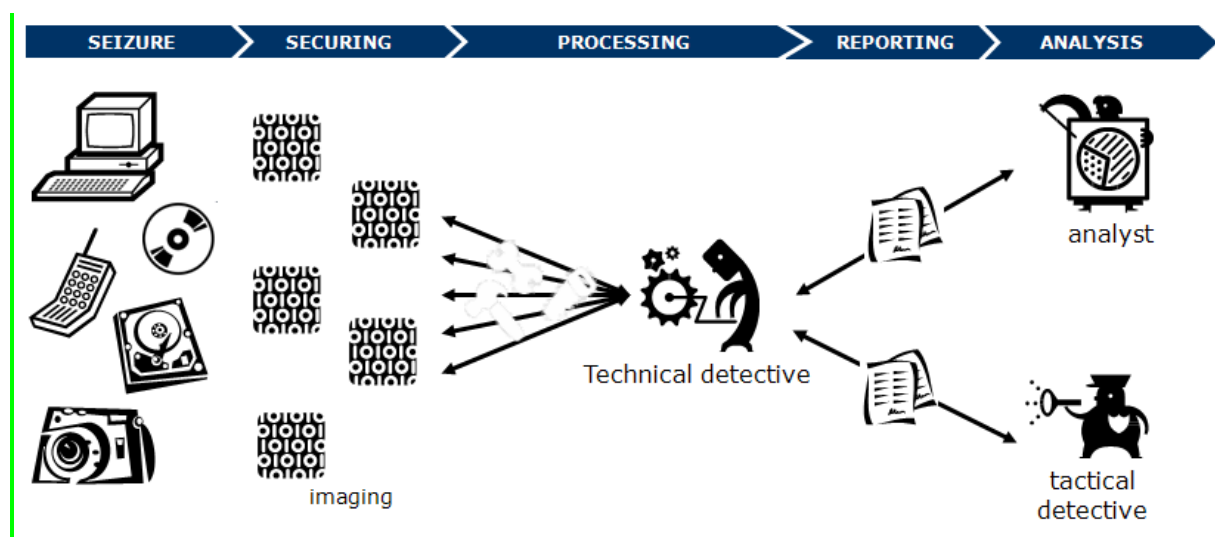 SEIZURE
SECURING
PROCESSING
REPORTING
ANALYSIS
analyst
Technical detective
tactical
detective
imaging